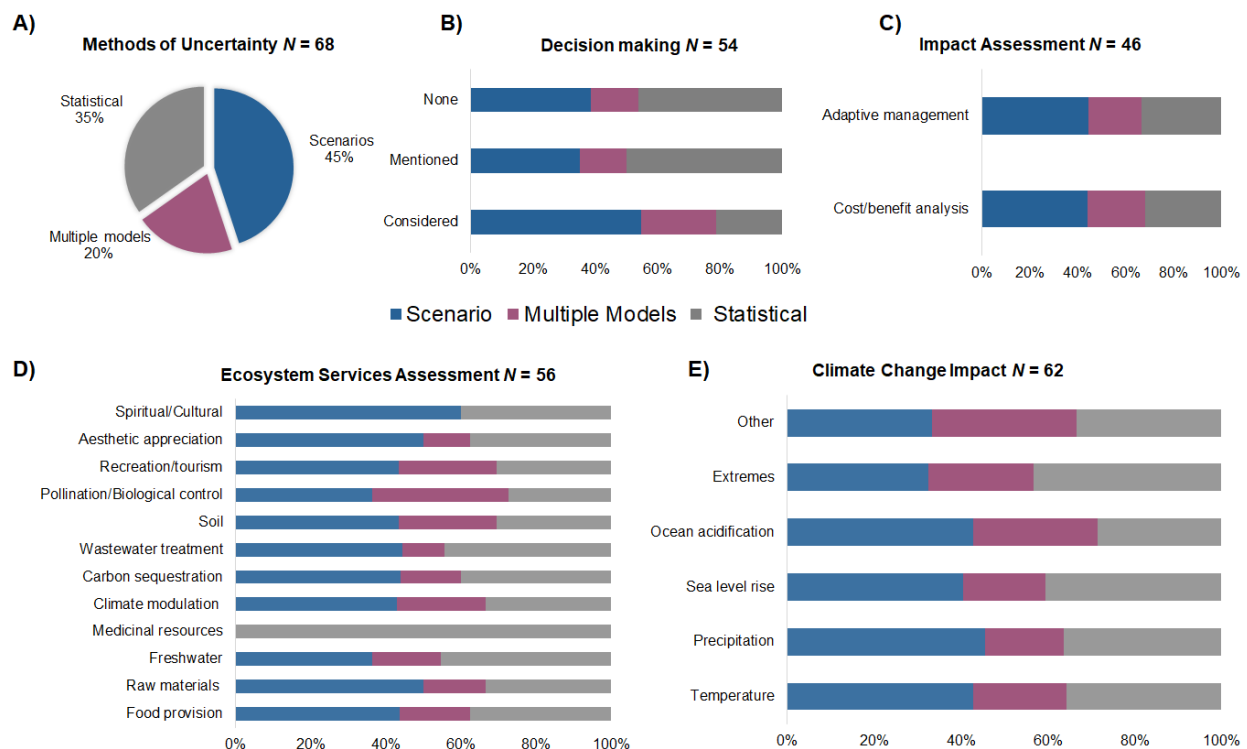 A)
Methods of Uncertainty N = 68
Statistical
35%
Scenarios
45%
Multiple models
20%
B)
Decision making N = 54
None
Mentioned
Considered
0% 20% 40% 60% 80% 100%
C)
Impact Assessment N = 46
Adaptive management
Cost/benefit analysis
0% 20% 40% 60% 80% 100%
Scenario Multiple Models Statistical
D)
Ecosystem Services Assessment N = 56
Spiritual/Cultural
Aesthetic appreciation
Recreation/tourism
Pollination/Biological control
Soil
Wastewater treatment
Carbon sequestration
Climate modulation
Medicinal resources
Freshwater
Raw materials
Food provision
0% 20% 40% 60% 80% 100%
E)
Climate Change Impact N = 62
Other
Extremes
Ocean acidification
Sea level rise
Precipitation
Temperature
0% 20% 40% 60% 80% 100%